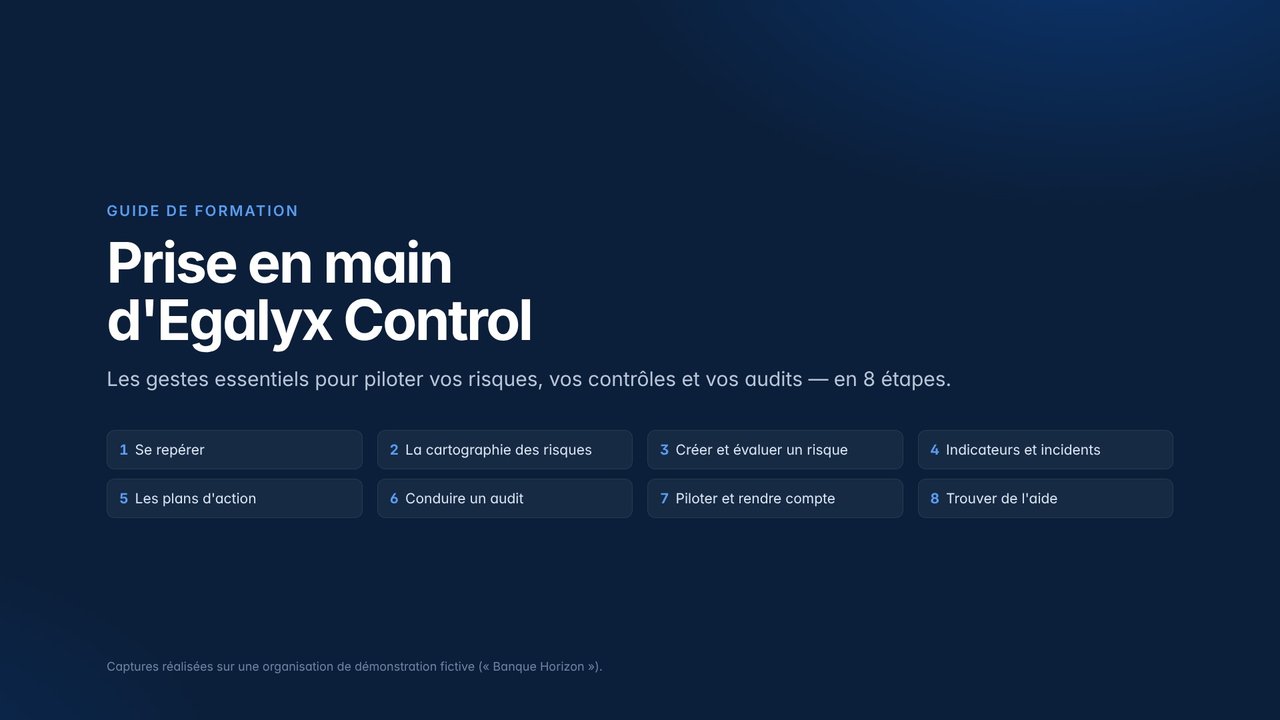 GUIDE DE FORMATION
Prise en main
d'Egalyx Control
Les gestes essentiels pour piloter vos risques, vos contrôles et vos audits — en 8 étapes.
1 Se repérer
2 La cartographie des risques
3 Créer et évaluer un risque
4 Indicateurs et incidents
5 Les plans d'action
6 Conduire un audit
7 Piloter et rendre compte
8 Trouver de l'aide
Captures réalisées sur une organisation de démonstration fictive (« Banque Horizon »).